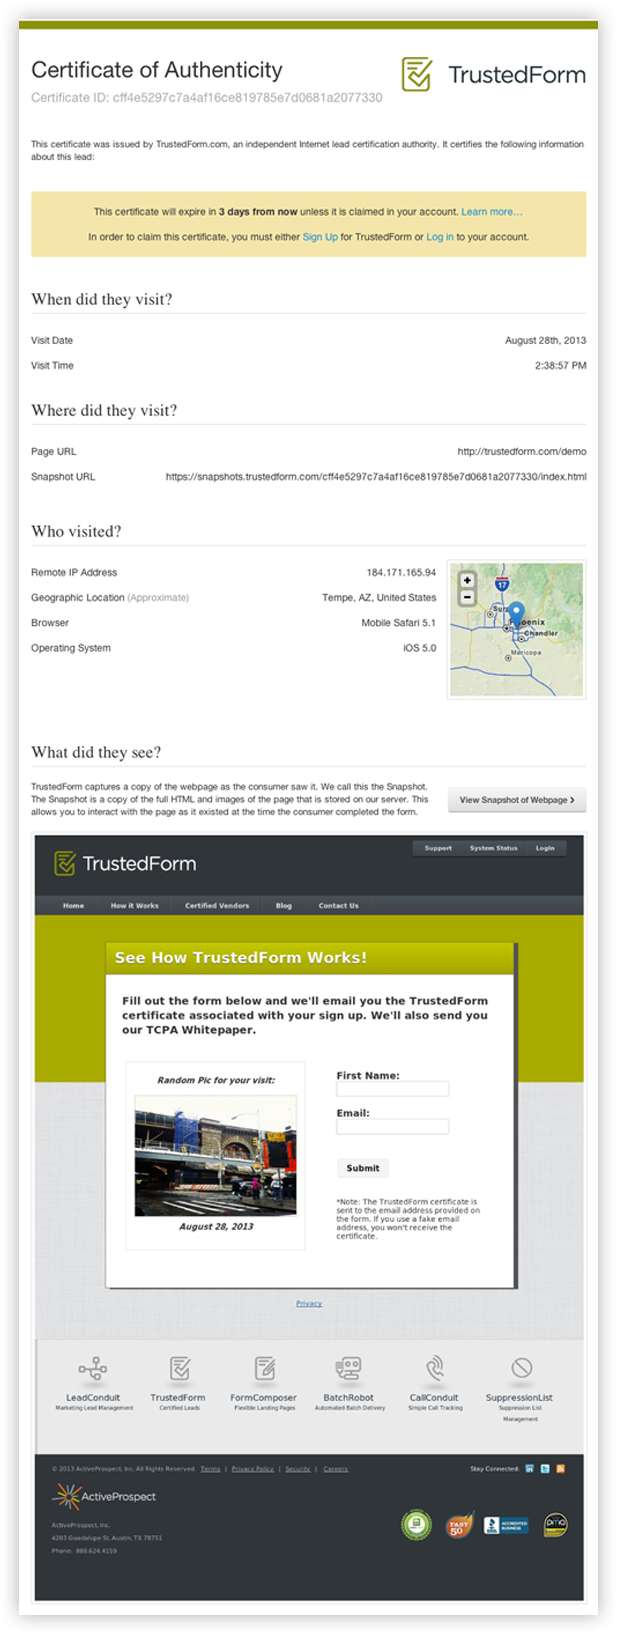 Certificate of Authenticity
Certificate ID: cff4e5297c7a4af16ce819785e7d0681a2077330
TrustedForm
This certificate was issued by TrustedForm.com, an independent Internet lead certification authority. It certifies the following information
about this lead:
This certificate will expire in 3 days from now unless it is claimed in your account. Learn more...
In order to claim this certificate, you must either Sign Up for TrustedForm or Log in to your account.
When did they visit?
Visit Date August 28th, 2013
Visit Time 2:38:57 PM
Where did they visit?
Page URL http://trustedform.com/demo
Snapshot URL https://snapshots.trustedform.com/cff4e5297c7a4af16ce819785e7d0681a2077330/index.html
Who visited?
Remote IP Address 184.171.165.94
Geographic Location (Approximate) Tempe, AZ, United States
Browser Mobile Safari 5.1
Operating System iOS 5.0
+
−
17
Chandler
Maricopa
What did they see?
TrustedForm captures a copy of the webpage as the consumer saw it. We call this the Snapshot.
The Snapshot is a copy of the full HTML and images of the page that is stored on our server. This
allows you to interact with the page as it existed at the time the consumer completed the form.
View Snapshot of Webpage ›
TrustedForm
Support System Status Login
Home How it Works Certified Vendors Blog Contact Us
See How TrustedForm Works!
Fill out the form below and we'll email you the TrustedForm
certificate associated with your sign up. We'll also send you
our TCPA Whitepaper.
Random Pic for your visit:
August 28, 2013
First Name:
Email:
Submit
*Note: The TrustedForm certificate is
sent to the email address provided on
the form. If you use a fake email
address, you won't receive the
certificate.
Privacy
LeadConduit TrustedForm FormComposer BatchRobot CallConduit SuppressionList
Marketing Lead Management Certified Leads Flexible Landing Pages Automated Batch Delivery Simple Call Tracking Suppression List
Management
© 2013 ActiveProspect, Inc. All Rights Reserved. Terms | Privacy Policy | Security | Careers
Stay Connected:
ActiveProspect
ActiveProspect, Inc.
4203 Guadalupe St, Austin, TX 78751
Phone: 888.624.4159
FAST
50
BBB
ACCREDITED
BUSINESS
pma